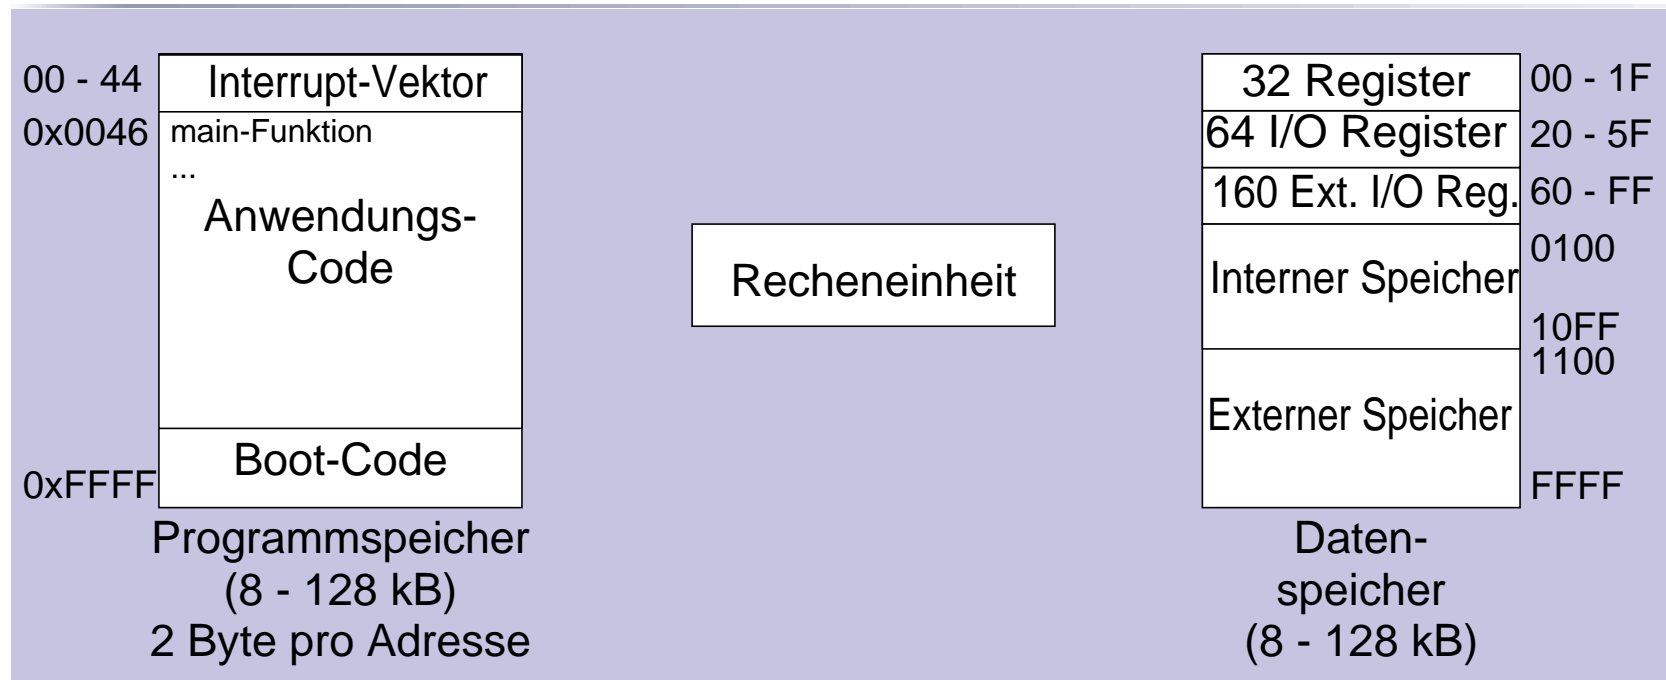 00 - 44
Interrupt-Vektor
0x0046
main-Funktion
...
Anwendungs-
Code
Boot-Code
0xFFFF
Programmspeicher
(8 - 128 kB)
2 Byte pro Adresse
Recheneinheit
32 Register
00 - 1F
64 I/O Register
20 - 5F
160 Ext. I/O Reg.
60 - FF
0100
Interner Speicher
10FF
1100
Externer Speicher
FFFF
Daten-
speicher
(8 - 128 kB)